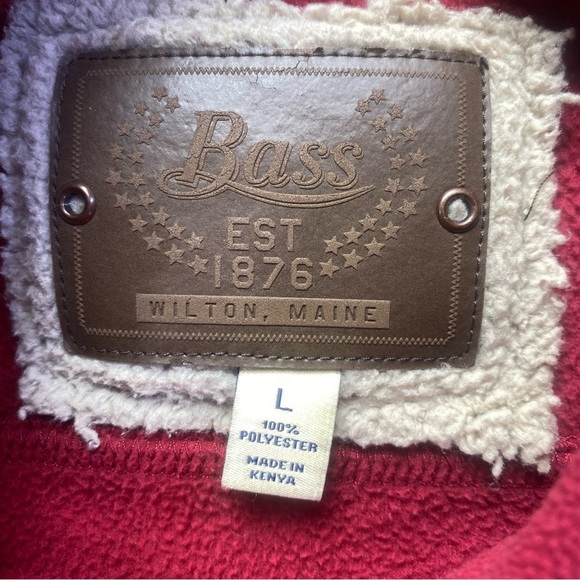 Bass
EST
1876
WILTON, MAINE
L
100%
POLYESTER
MADE IN
KENYA